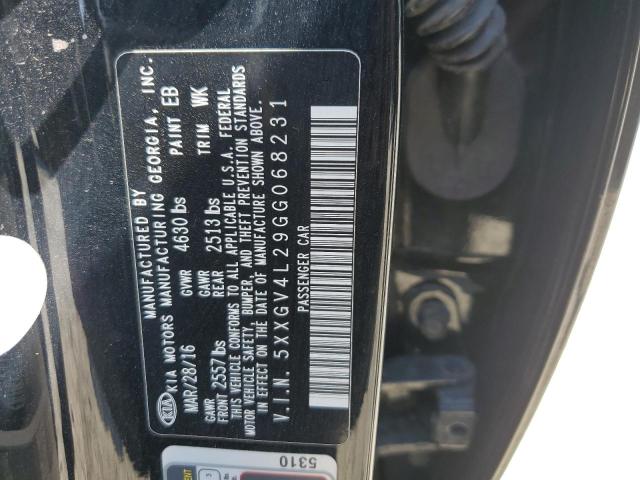 MANUFACTURED BY
KIA KIA MOTORS MANUFACTURING GEORGIA, INC.
MAR/28/16 GVWR 4630 lbs PAINT EB
GAWR FRONT 2557 lbs GAWR REAR 2513 lbs TRIM WK
THIS VEHICLE CONFORMS TO ALL APPLICABLE U.S.A. FEDERAL
MOTOR VEHICLE SAFETY, BUMPER, AND THEFT PREVENTION STANDARDS
IN EFFECT ON THE DATE OF MANUFACTURE SHOWN ABOVE.
V.I.N. 5XXGV4L29GG068231
PASSENGER CAR
5310